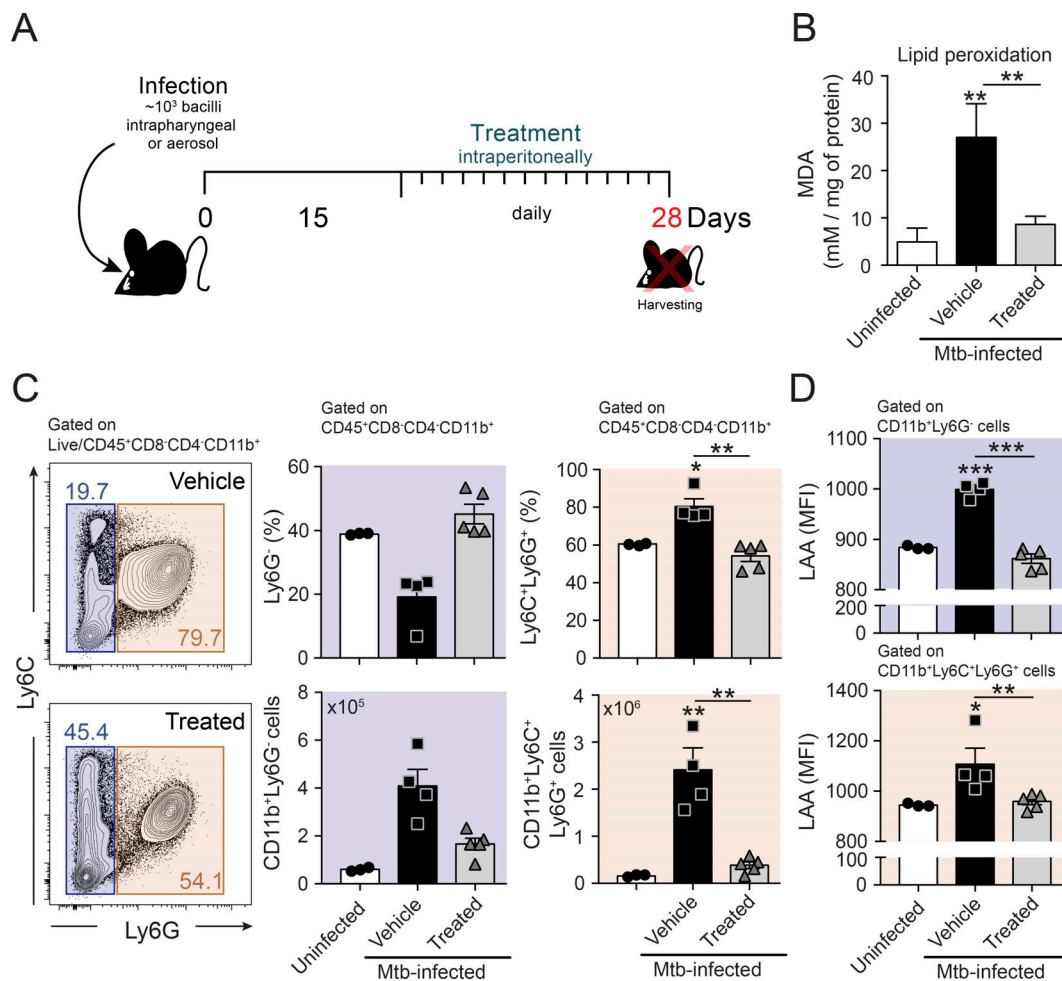 A
Infection
~10³ bacilli
intrapharyngeal
or aerosol
Treatment
intraperitoneally
0
15
daily
28 Days
Harvesting
B
Lipid peroxidation
MDA
(mM / mg of protein)
40
30
20
10
0
**
**
Uninfected
Vehicle
Treated
Mtb-infected
C
Gated on
Live/CD45⁺CD8⁻CD4⁻CD11b⁺
Vehicle
19.7
79.7
Treated
45.4
54.1
Ly6C
Ly6G
Gated on
CD45⁺CD8⁻CD4⁻CD11b⁺
Ly6G⁻ (%)
60
40
20
0
Gated on
CD45⁺CD8⁻CD4⁻CD11b⁺
Ly6C⁺Ly6G⁺ (%)
100
80
60
40
20
0
*
**
CD11b⁺Ly6G⁻ cells
x10⁵
8
6
4
2
0
Uninfected
Vehicle
Treated
Mtb-infected
CD11b⁺Ly6C⁺
Ly6G⁺ cells
x10⁶
4
3
2
1
0
**
**
Uninfected
Vehicle
Treated
Mtb-infected
D
Gated on
CD11b⁺Ly6G⁻ cells
LAA (MFI)
1100
1000
900
800
200
0
***
***
Gated on
CD11b⁺Ly6C⁺Ly6G⁺ cells
LAA (MFI)
1400
1200
1000
800
100
0
*
**
Uninfected
Vehicle
Treated
Mtb-infected